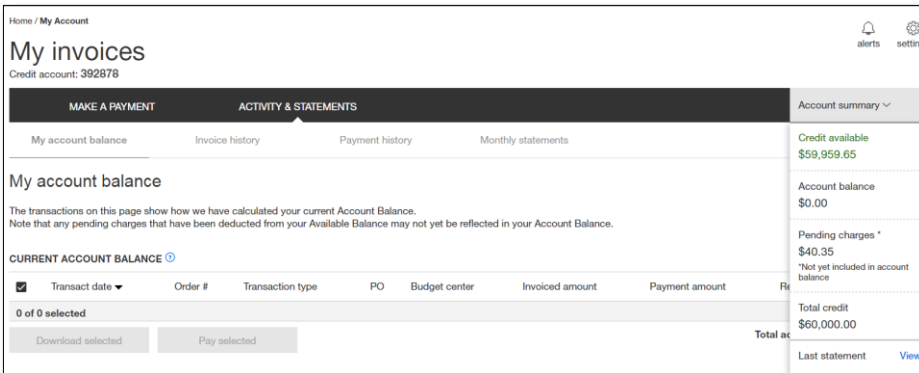 Home / My Account
My invoices
Credit account: 392878
alerts
MAKE A PAYMENT
ACTIVITY & STATEMENTS
Account summary
My account balance
Invoice history
Payment history
Monthly statements
Credit available
$59,959.65
My account balance
Account balance
$0.00
The transactions on this page show how we have calculated your current Account Balance.
Note that any pending charges that have been deducted from your Available Balance may not yet be reflected in your Account Balance.
Pending charges *
$40.35
*Not yet included in account
balance
CURRENT ACCOUNT BALANCE
Transact date Order # Transaction type PO Budget center Invoiced amount Payment amount
0 of 0 selected
Total credit
$60,000.00
Download selected
Pay selected
Total
Last statement
View